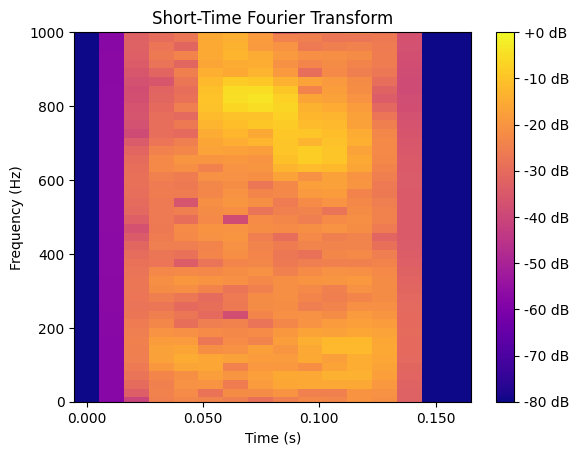 Short-Time Fourier Transform
1000
800
600
400
200
0
Frequency (Hz)
0.000
0.050
0.100
0.150
Time (s)
+0 dB
-10 dB
-20 dB
-30 dB
-40 dB
-50 dB
-60 dB
-70 dB
-80 dB